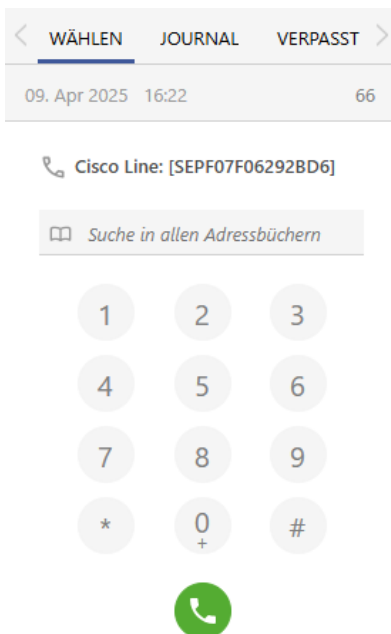 WÄHLEN JOURNAL VERPASST
09. Apr 2025 16:22 66
Cisco Line: [SEPF07F06292BD6]
Suche in allen Adressbüchern
1 2 3
4 5 6
7 8 9
* 0 #
+